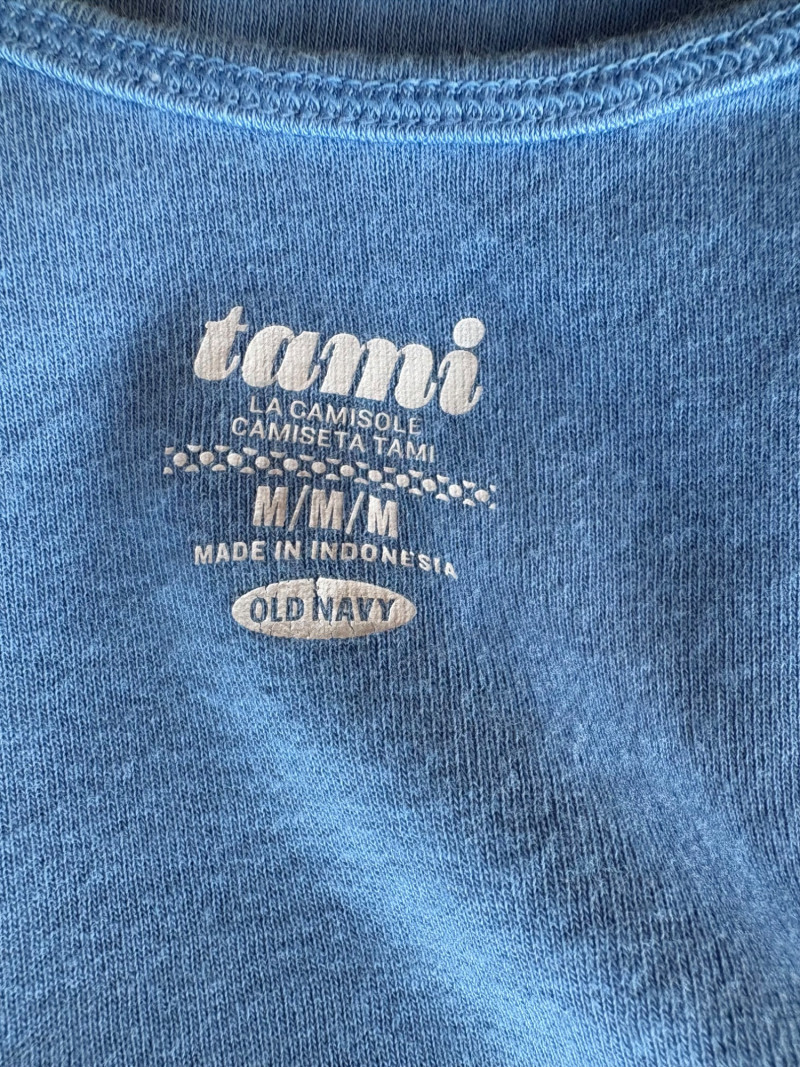 tami
LA CAMISOLE
CAMISETA TAMI
M/M/M
MADE IN INDONESIA
OLD NAVY